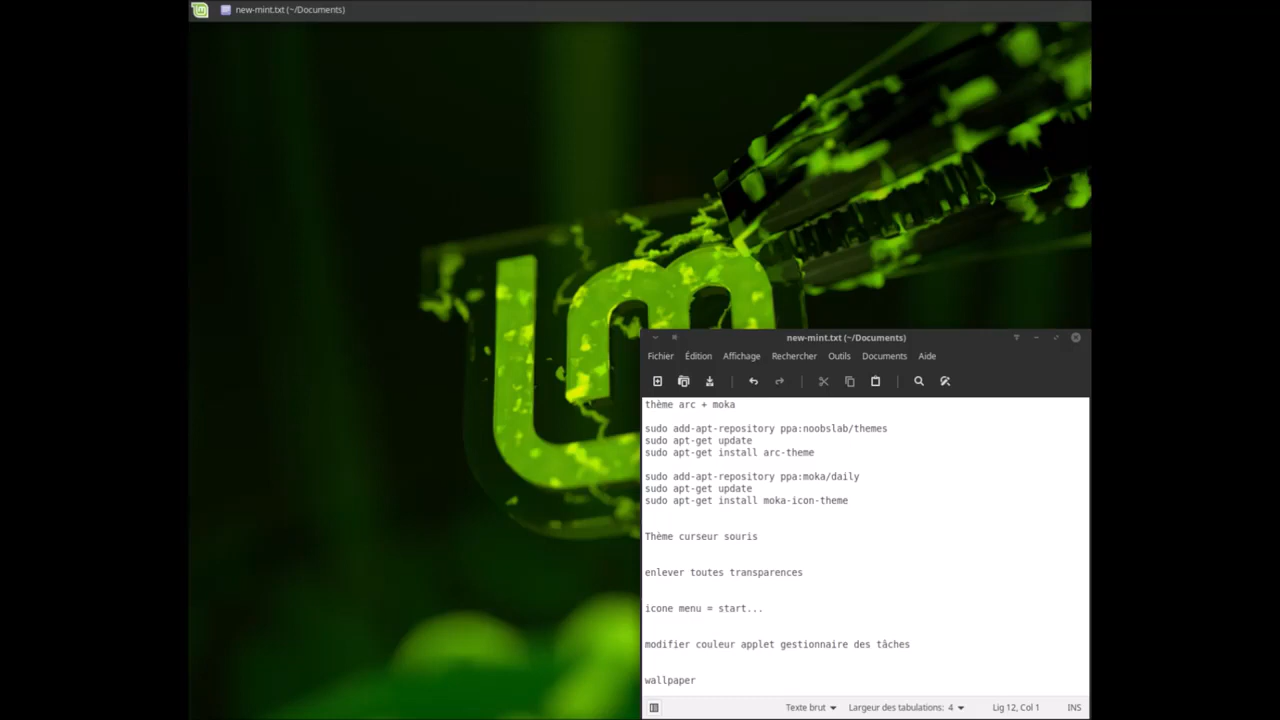 new-mint.txt (~/Documents)
new-mint.txt (~/Documents)
Fichier Édition Affichage Rechercher Outils Documents Aide
thème arc + moka
sudo add-apt-repository ppa:noobslab/themes
sudo apt-get update
sudo apt-get install arc-theme
sudo add-apt-repository ppa:moka/daily
sudo apt-get update
sudo apt-get install moka-icon-theme
Thème curseur souris
enlever toutes transparences
icone menu = start...
modifier couleur applet gestionnaire des tâches
wallpaper
Texte brut Largeur des tabulations: 4 Lig 12, Col 1 INS